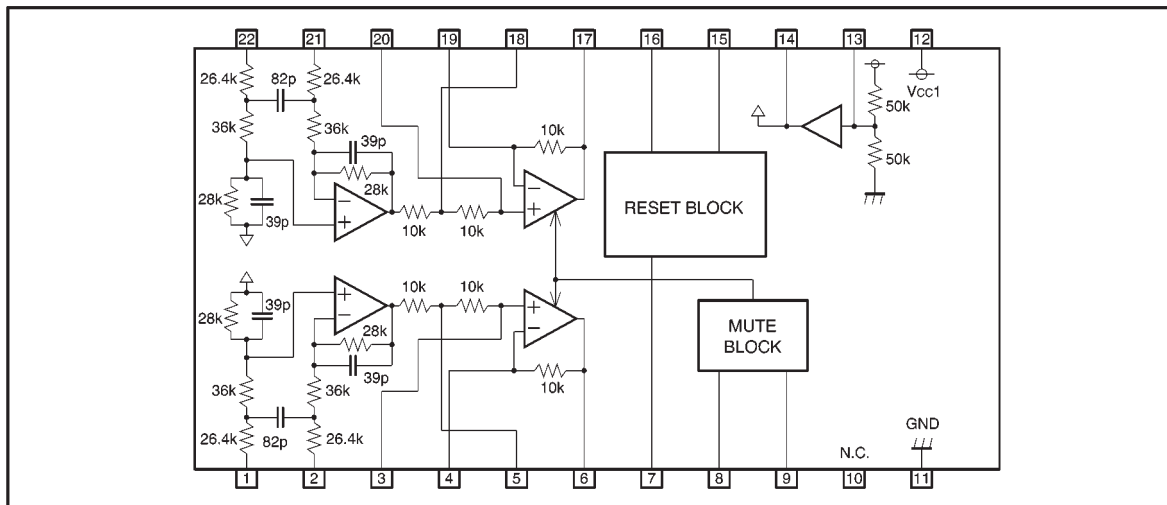 22 21 20 19 18 17 16 15 14 13 12
26.4k 82p 26.4k
Vcc1
50k
36k 36k
39p
10k
50k
28k
28k
39p
10k 10k
RESET BLOCK
39p
10k 10k
28k
28k
39p
10k
MUTE
BLOCK
36k 36k
26.4k 82p 26.4k
GND
N.C.
1 2 3 4 5 6 7 8 9 10 11